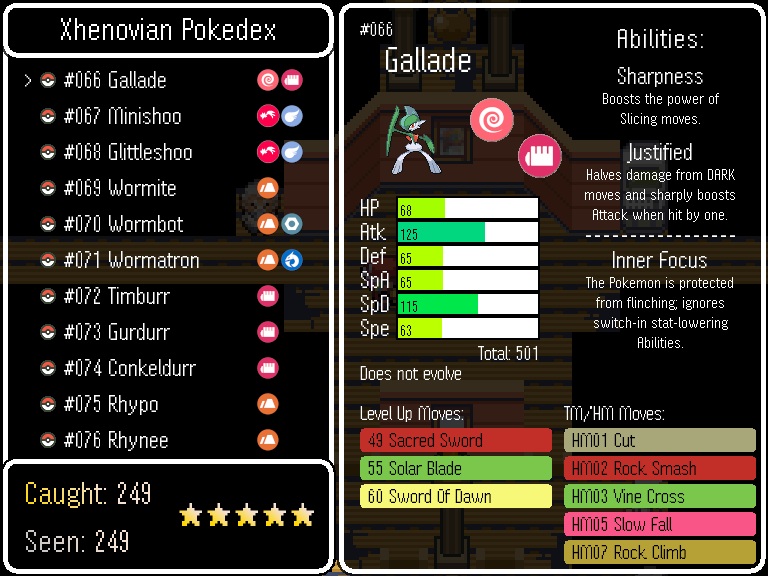 Xhenovian Pokedex
> #066 Gallade
#067 Minishoo
#068 Glittleshoo
#069 Wormite
#070 Wormbot
#071 Wormatron
#072 Timburr
#073 Gurdurr
#074 Conkeldurr
#075 Rhypo
#076 Rhynee
Caught: 249
Seen: 249
#066
Gallade
HP 68
Atk 125
Def 65
SpA 65
SpD 115
Spe 63
Total: 501
Does not evolve
Abilities:
Sharpness
Boosts the power of
Slicing moves.
Justified
Halves damage from DARK
moves and sharply boosts
Attack when hit by one.
Inner Focus
The Pokemon is protected
from flinching; ignores
switch-in stat-lowering
Abilities.
Level Up Moves:
49 Sacred Sword
55 Solar Blade
60 Sword Of Dawn
TM/HM Moves:
HM01 Cut
HM02 Rock Smash
HM03 Vine Cross
HM05 Slow Fall
HM07 Rock Climb